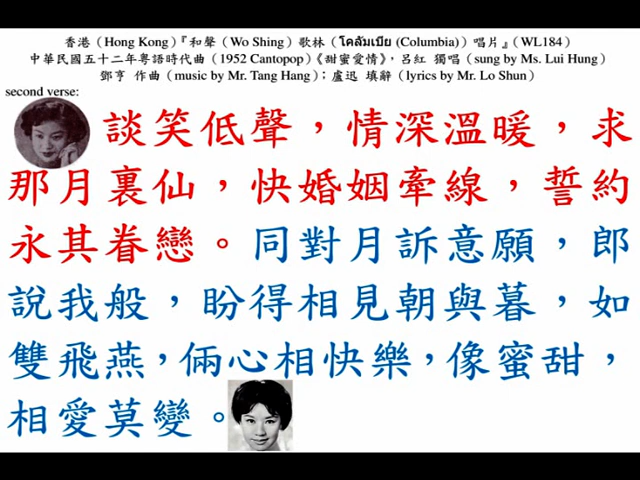 香港（Hong Kong）『和聲（Wo Shing）歌林（โคลัมเบีย (Columbia)）唱片』（WL184）
中華民國五十二年粵語時代曲（1952 Cantopop）《甜蜜愛情》，呂紅 獨唱（sung by Ms. Lui Hung）
鄧亨 作曲（music by Mr. Tang Hang）；盧迅 填辭（lyrics by Mr. Lo Shun）
second verse:
談笑低聲，情深溫暖，求
那月裏仙，快婚姻牽線，誓約
永其眷戀。同對月訴意願，郎
說我般，盼得相見朝與暮，如
雙飛燕，倆心相快樂，像蜜甜，
相愛莫變。